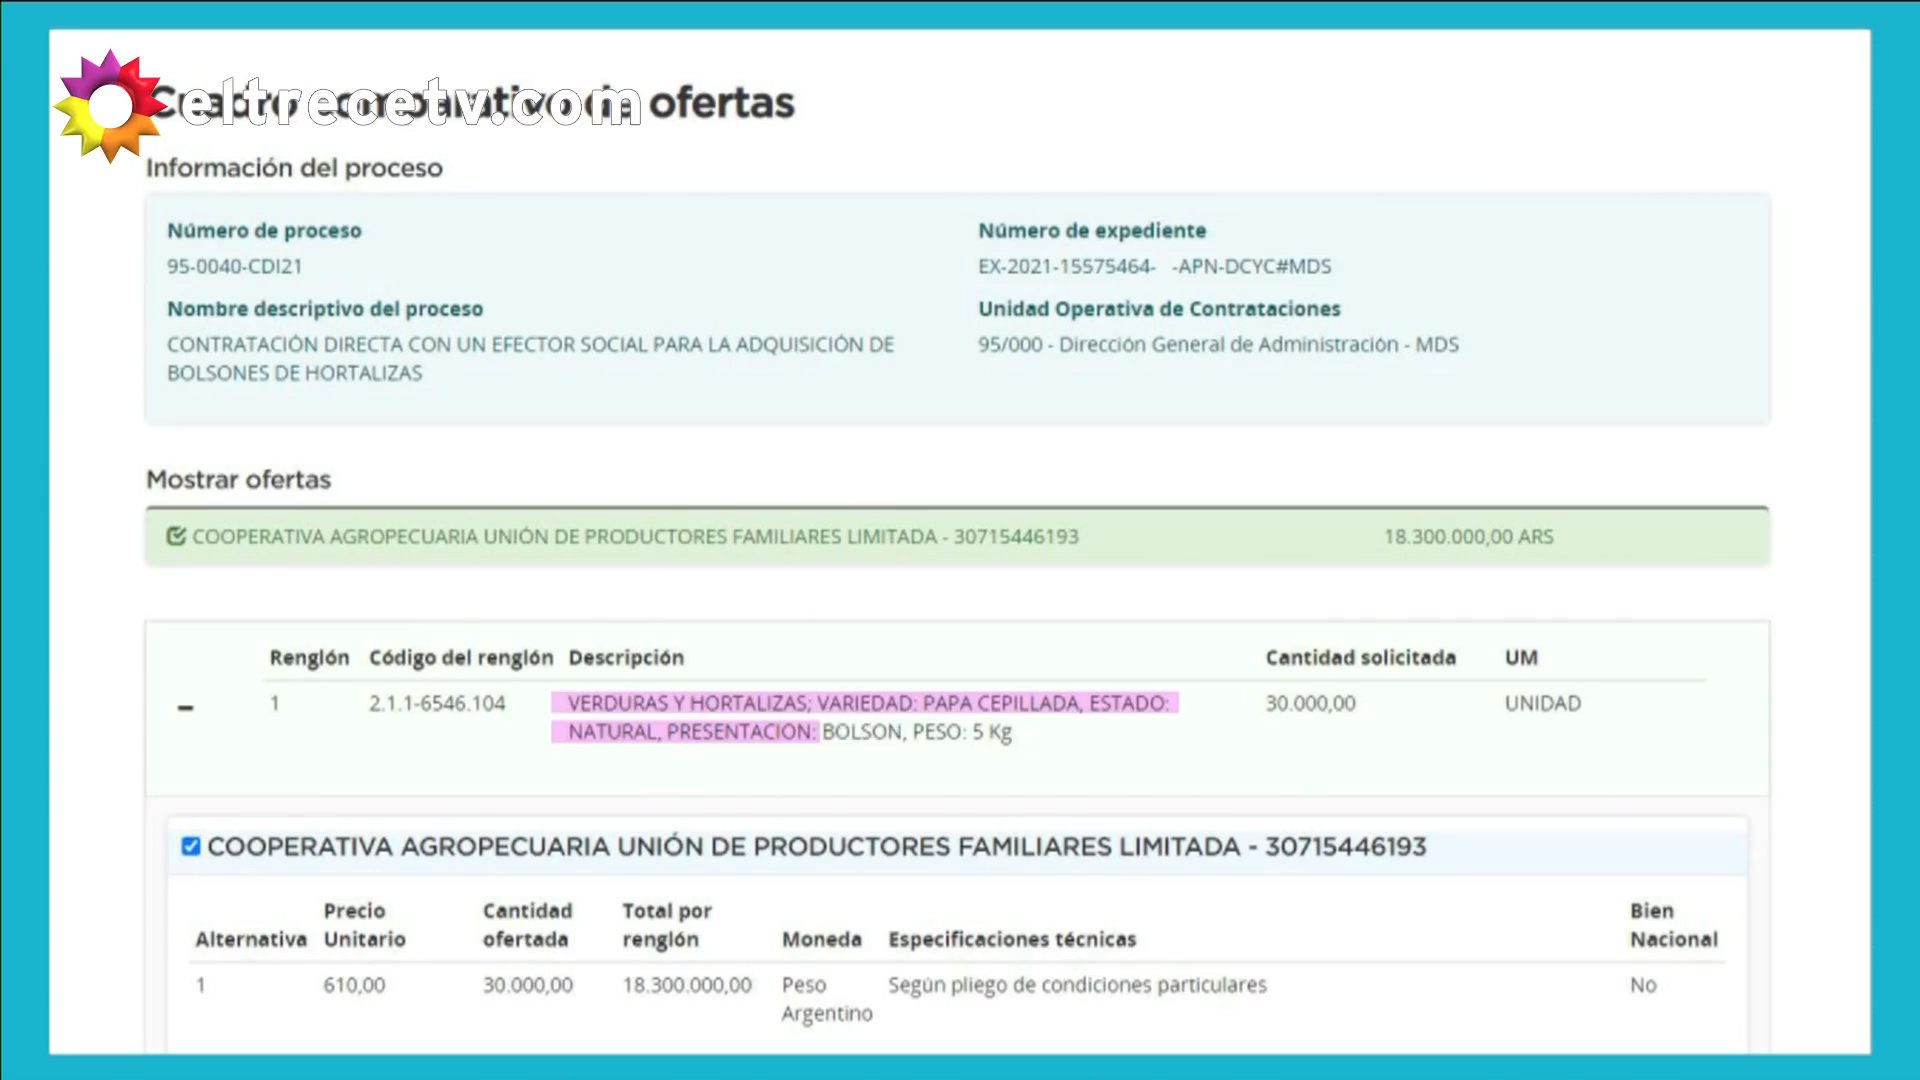 eltrecetv.com
Cuadro comparativo de ofertas
Información del proceso
Número de proceso
95-0040-CDI21
Número de expediente
EX-2021-15575464- -APN-DCYC#MDS
Nombre descriptivo del proceso
CONTRATACIÓN DIRECTA CON UN EFECTOR SOCIAL PARA LA ADQUISICIÓN DE
BOLSONES DE HORTALIZAS
Unidad Operativa de Contrataciones
95/000 - Dirección General de Administración - MDS
Mostrar ofertas
COOPERATIVA AGROPECUARIA UNIÓN DE PRODUCTORES FAMILIARES LIMITADA - 30715446193 18.300.000,00 ARS
Renglón Código del renglón Descripción Cantidad solicitada UM
1 2.1.1-6546.104 VERDURAS Y HORTALIZAS; VARIEDAD: PAPA CEPILLADA, ESTADO: 30.000,00 UNIDAD
NATURAL, PRESENTACION: BOLSON, PESO: 5 Kg
COOPERATIVA AGROPECUARIA UNIÓN DE PRODUCTORES FAMILIARES LIMITADA - 30715446193
Alternativa Precio Unitario Cantidad ofertada Total por renglón Moneda Especificaciones técnicas Bien Nacional
1 610,00 30.000,00 18.300.000,00 Peso Argentino Según pliego de condiciones particulares No